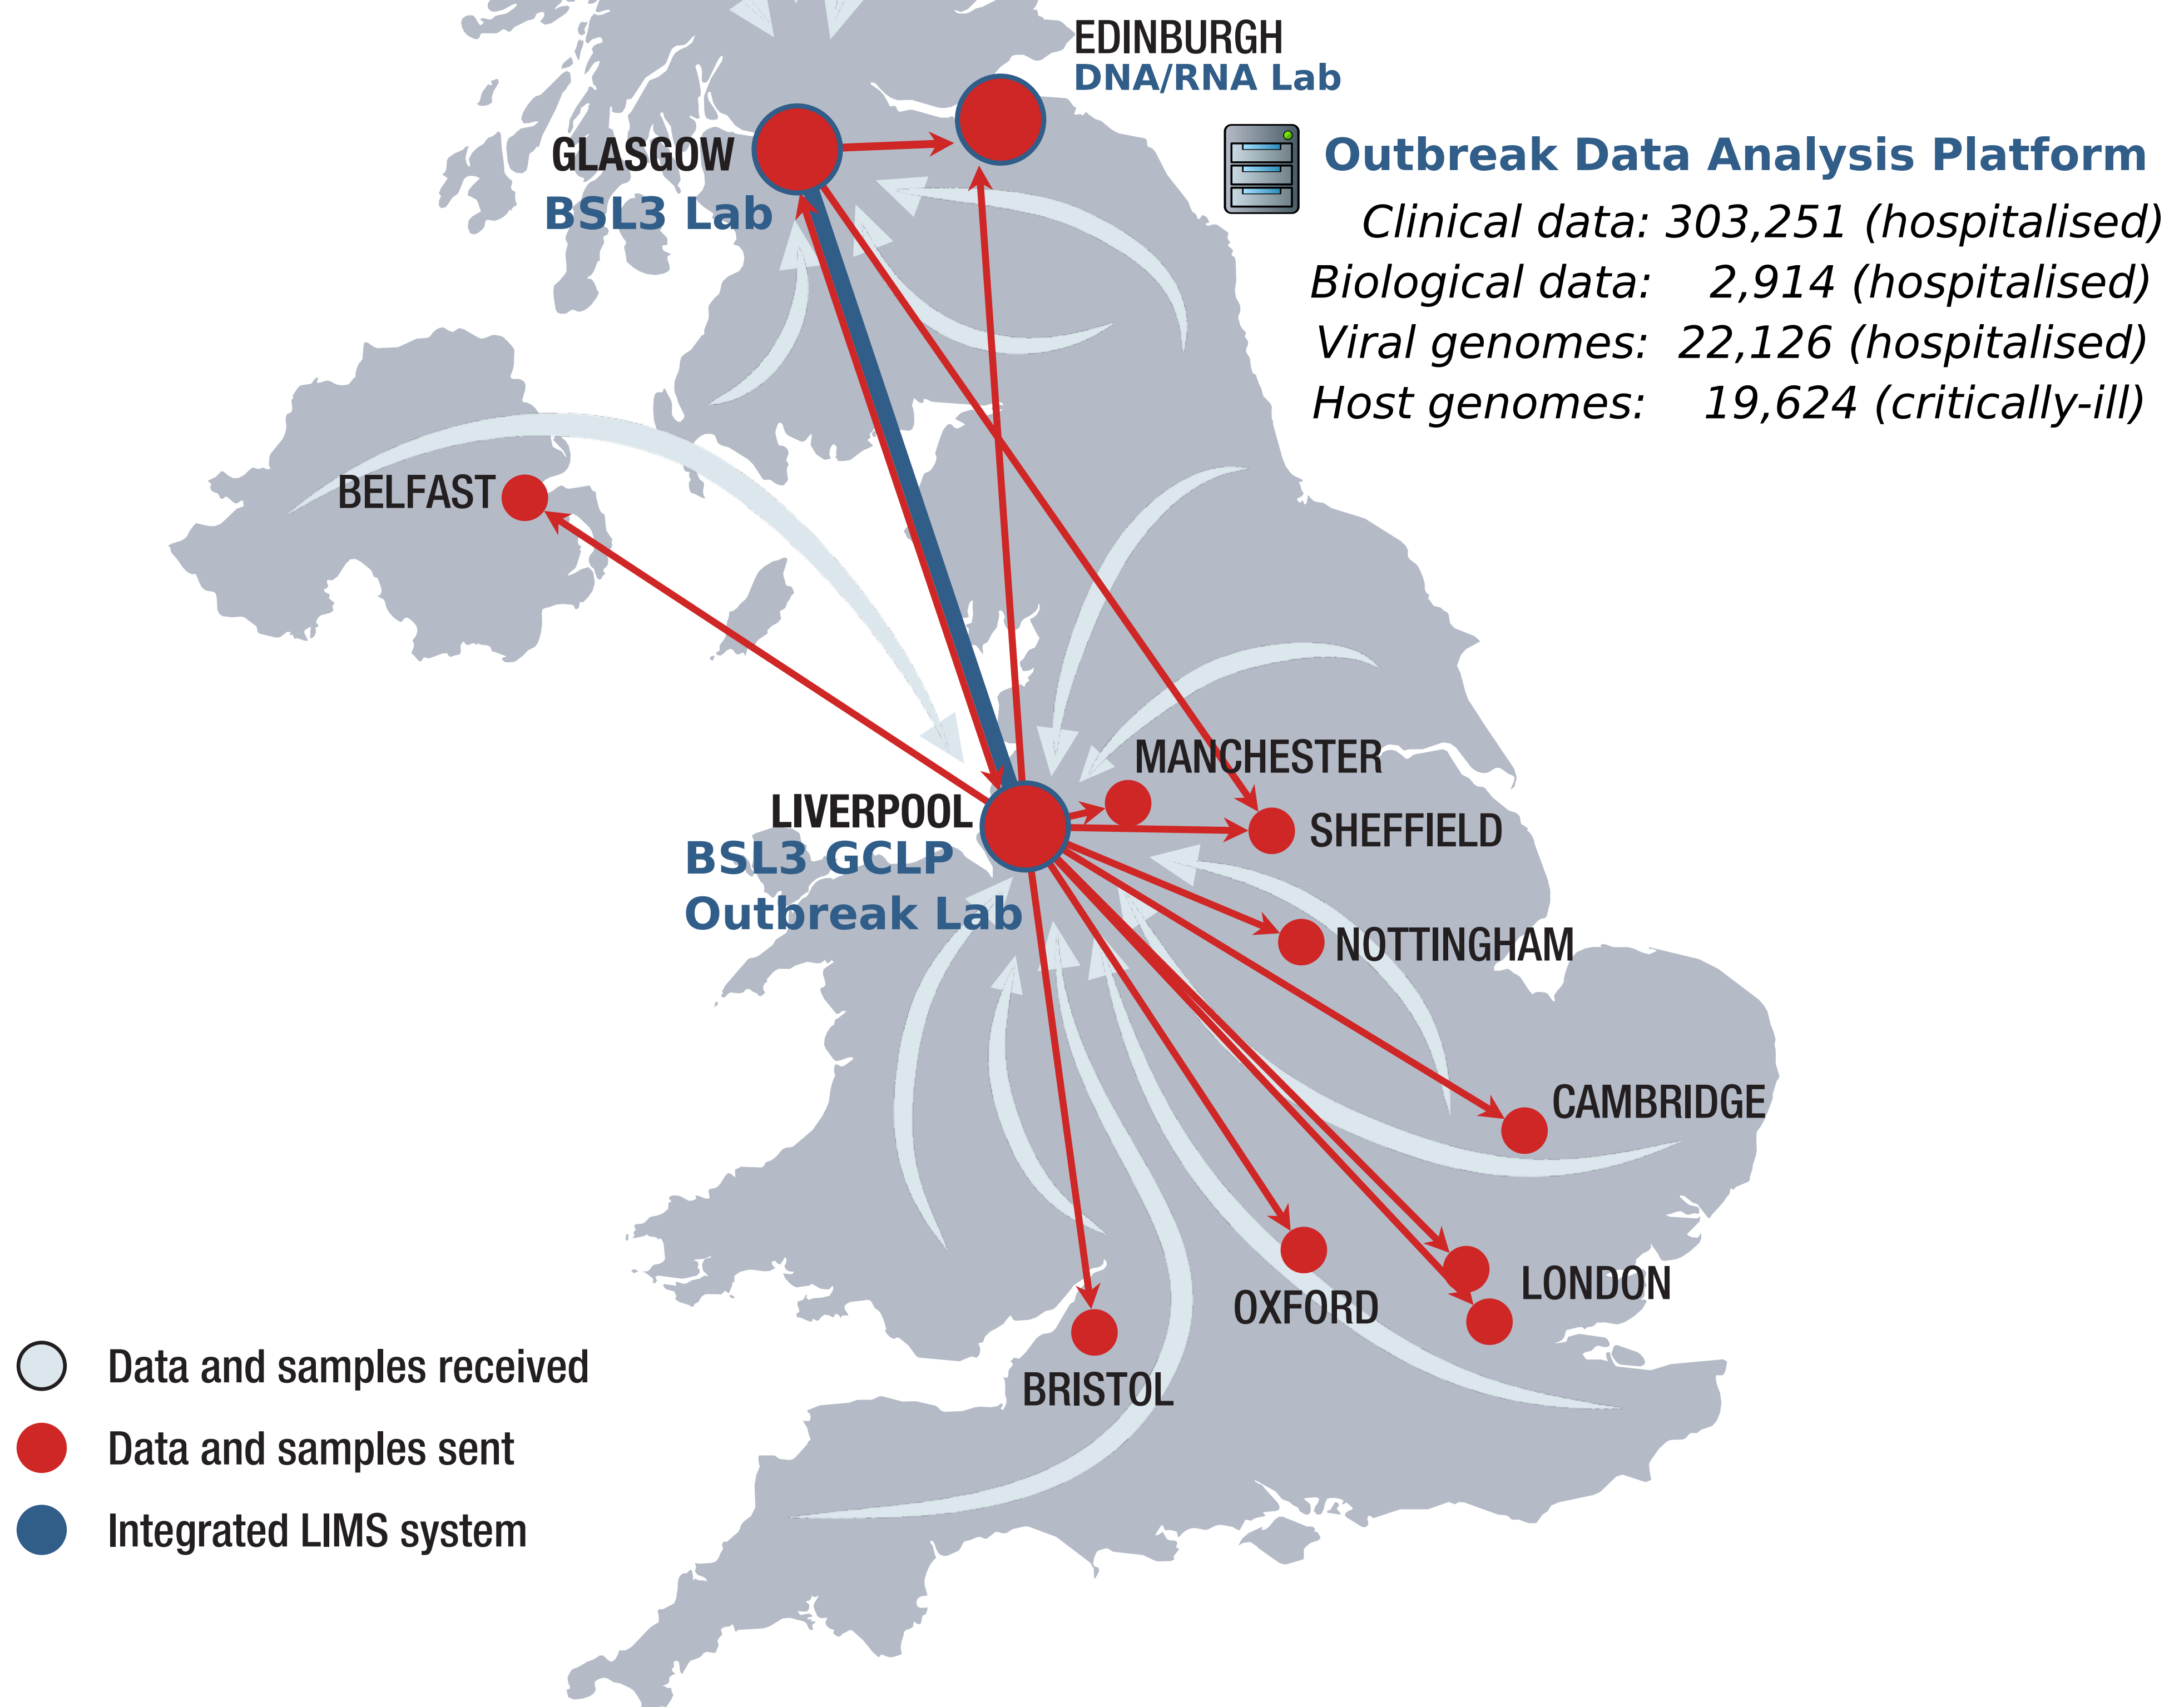 EDINBURGH
DNA/RNA Lab
GLASGOW
BSL3 Lab
Outbreak Data Analysis Platform
Clinical data: 303,251 (hospitalised)
Biological data: 2,914 (hospitalised)
Viral genomes: 22,126 (hospitalised)
Host genomes: 19,624 (critically-ill)
BELFAST
MANCHESTER
LIVERPOOL
BSL3 GCLP
Outbreak Lab
SHEFFIELD
NOTTINGHAM
CAMBRIDGE
LONDON
OXFORD
BRISTOL
Data and samples received
Data and samples sent
Integrated LIMS system